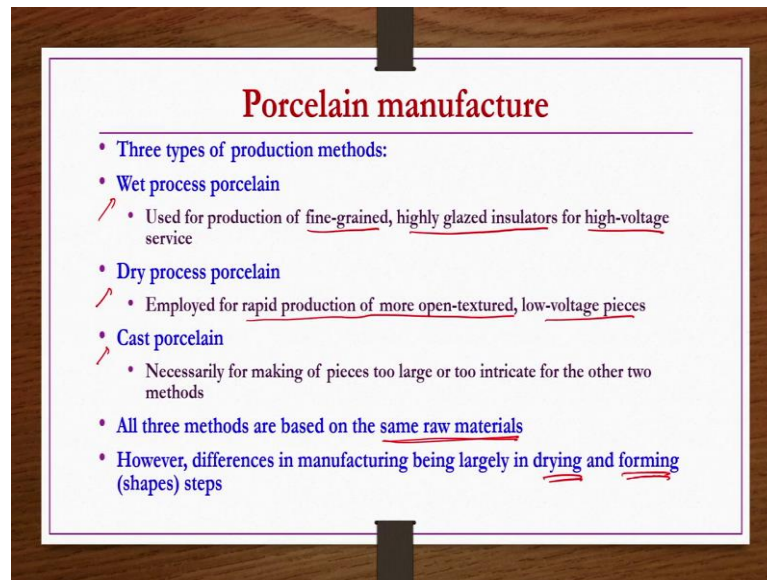 Porcelain manufacture
• Three types of production methods:
• Wet process porcelain
• Used for production of fine-grained, highly glazed insulators for high-voltage
service
• Dry process porcelain
• Employed for rapid production of more open-textured, low-voltage pieces
• Cast porcelain
• Necessarily for making of pieces too large or too intricate for the other two
methods
• All three methods are based on the same raw materials
• However, differences in manufacturing being largely in drying and forming
(shapes) steps